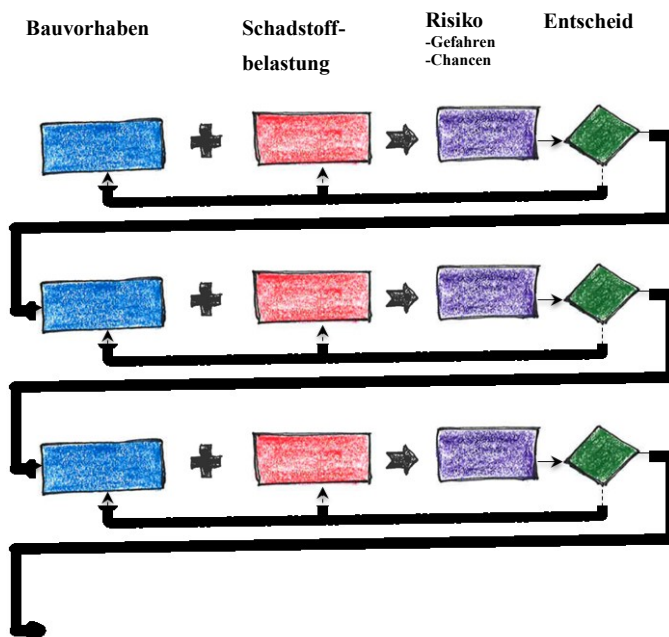 Bauvorhaben
Schadstoff-
belastung
Risiko
-Gefahren
-Chancen
Entscheid